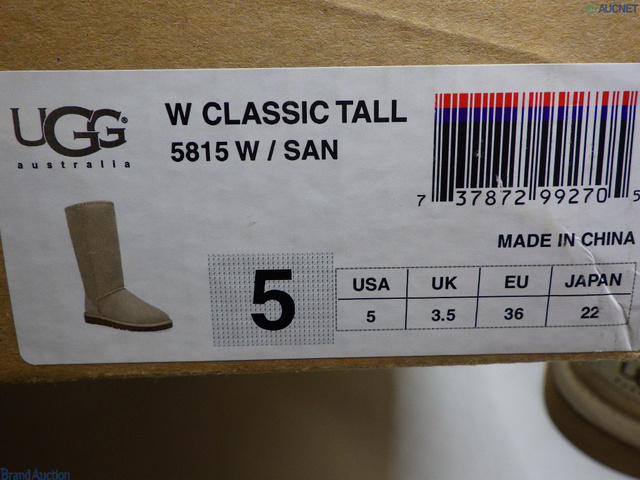 AUCNET
UGG®
australia
W CLASSIC TALL
5815 W / SAN
7 37872 99270 5
MADE IN CHINA
5
USA UK EU JAPAN
5 3.5 36 22
Brand Auction